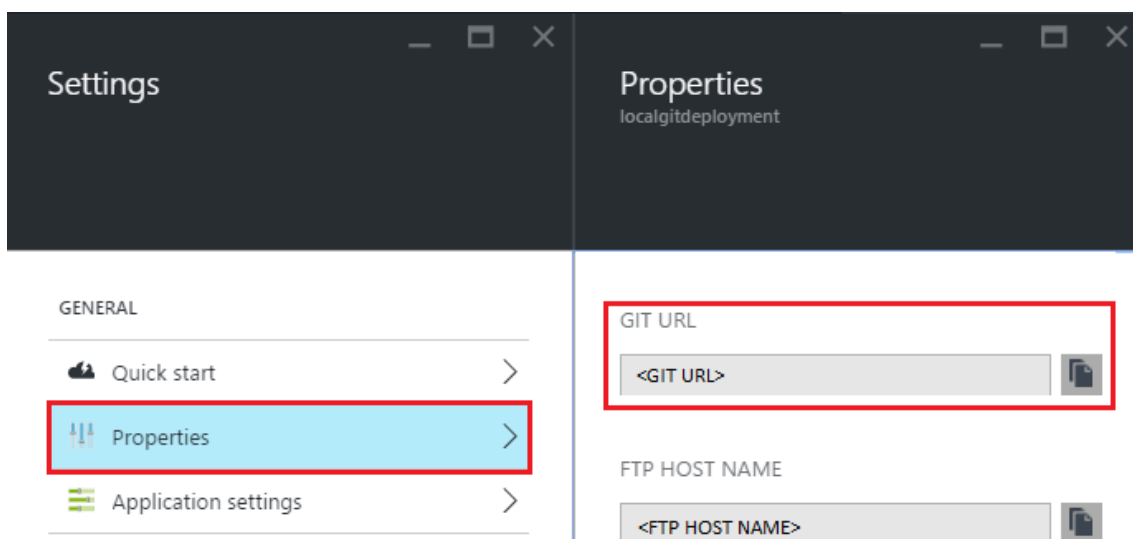 Settings
GENERAL
Quick start
Properties
Application settings
Properties
localgitdeployment
GIT URL
<GIT URL>
FTP HOST NAME
<FTP HOST NAME>